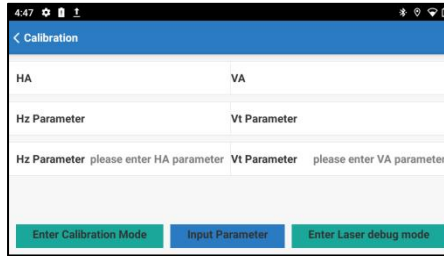 4:47
< Calibration
HA VA
Hz Parameter Vt Parameter
Hz Parameter please enter HA parameter Vt Parameter please enter VA parameter
Enter Calibration Mode Input Parameter Enter Laser debug mode